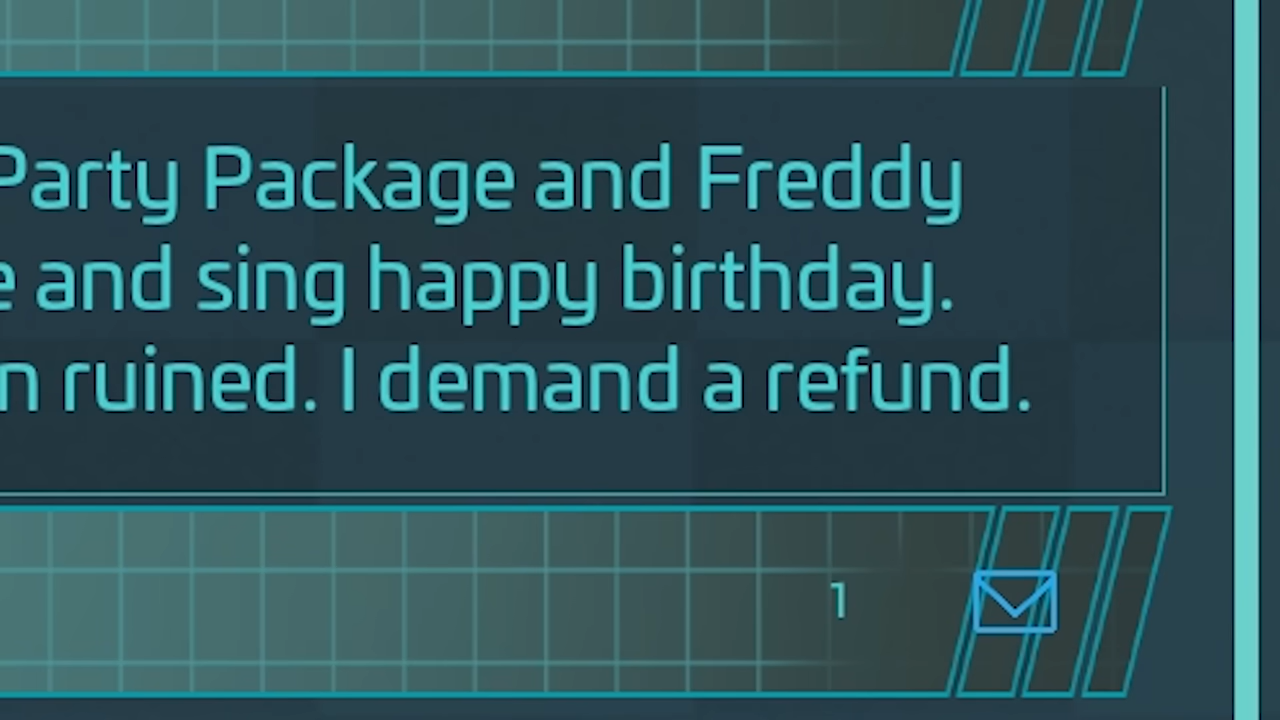 Party Package and Freddy
e and sing happy birthday.
n ruined. I demand a refund.
1